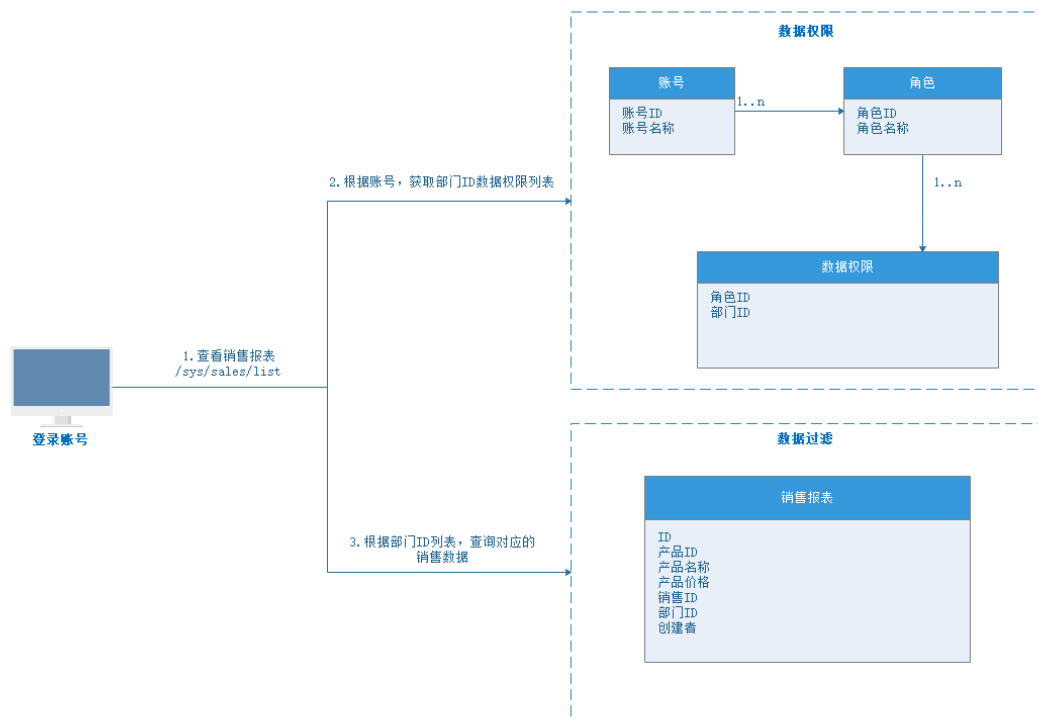 数据权限
账号
账号ID
账号名称
1..n
角色
角色ID
角色名称
1..n
2.根据账号，获取部门ID数据权限列表
数据权限
角色ID
部门ID
1.查看销售报表
/sys/sales/list
登录账号
数据过滤
销售报表
ID
产品ID
产品名称
产品价格
销售ID
部门ID
创建者
3.根据部门ID列表，查询对应的
销售数据